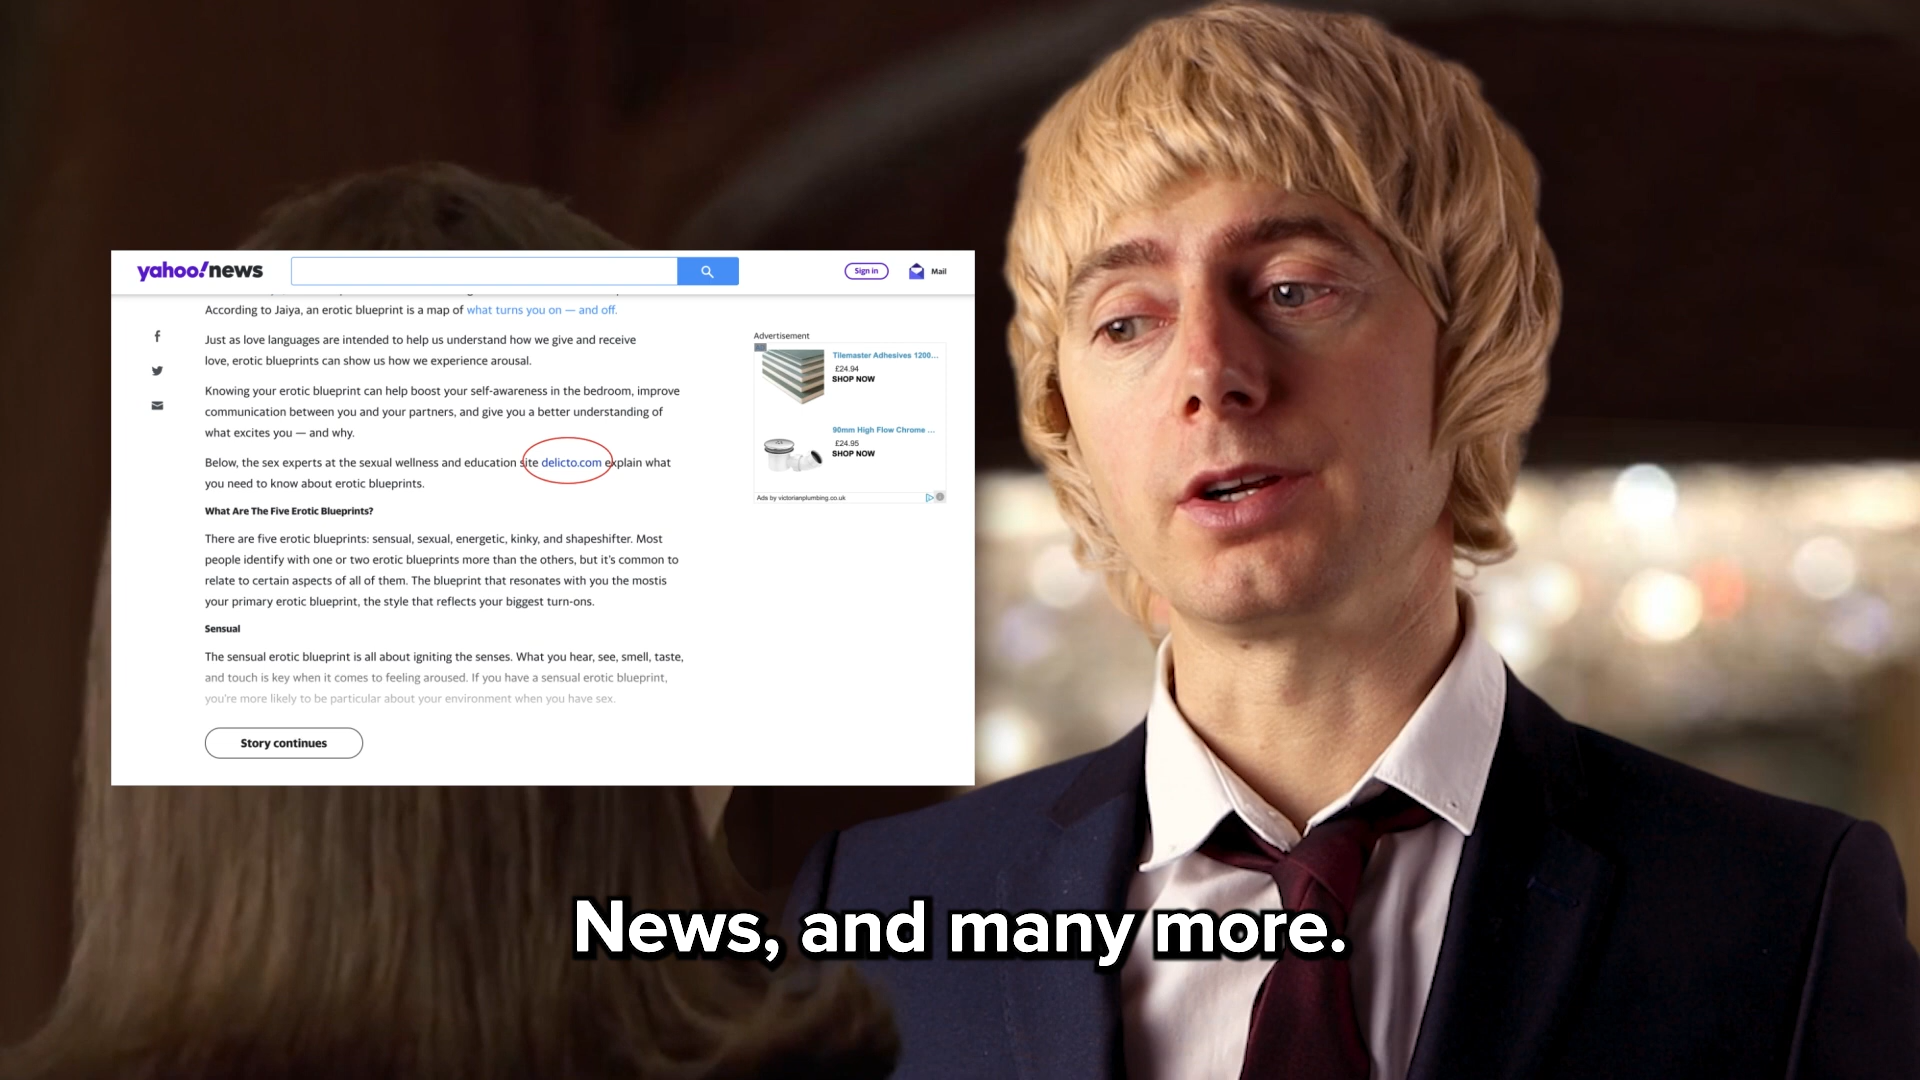 yahoo!news
Sign in
Mail
According to Jaiya, an erotic blueprint is a map of what turns you on — and off.
Just as love languages are intended to help us understand how we give and receive
love, erotic blueprints can show us how we experience arousal.
Knowing your erotic blueprint can help boost your self-awareness in the bedroom, improve
communication between you and your partners, and give you a better understanding of
what excites you — and why.
Below, the sex experts at the sexual wellness and education site delicto.com explain what
you need to know about erotic blueprints.
What Are The Five Erotic Blueprints?
There are five erotic blueprints: sensual, sexual, energetic, kinky, and shapeshifter. Most
people identify with one or two erotic blueprints more than the others, but it's common to
relate to certain aspects of all of them. The blueprint that resonates with you the mostis
your primary erotic blueprint, the style that reflects your biggest turn-ons.
Sensual
The sensual erotic blueprint is all about igniting the senses. What you hear, see, smell, taste,
and touch is key when it comes to feeling aroused. If you have a sensual erotic blueprint,
you're more likely to be particular about your environment when you have sex.
Story continues
Advertisement
Tilemaster Adhesives 1200...
£24.94
SHOP NOW
90mm High Flow Chrome ...
£24.95
SHOP NOW
Ads by victorianplumbing.co.uk
News, and many more.